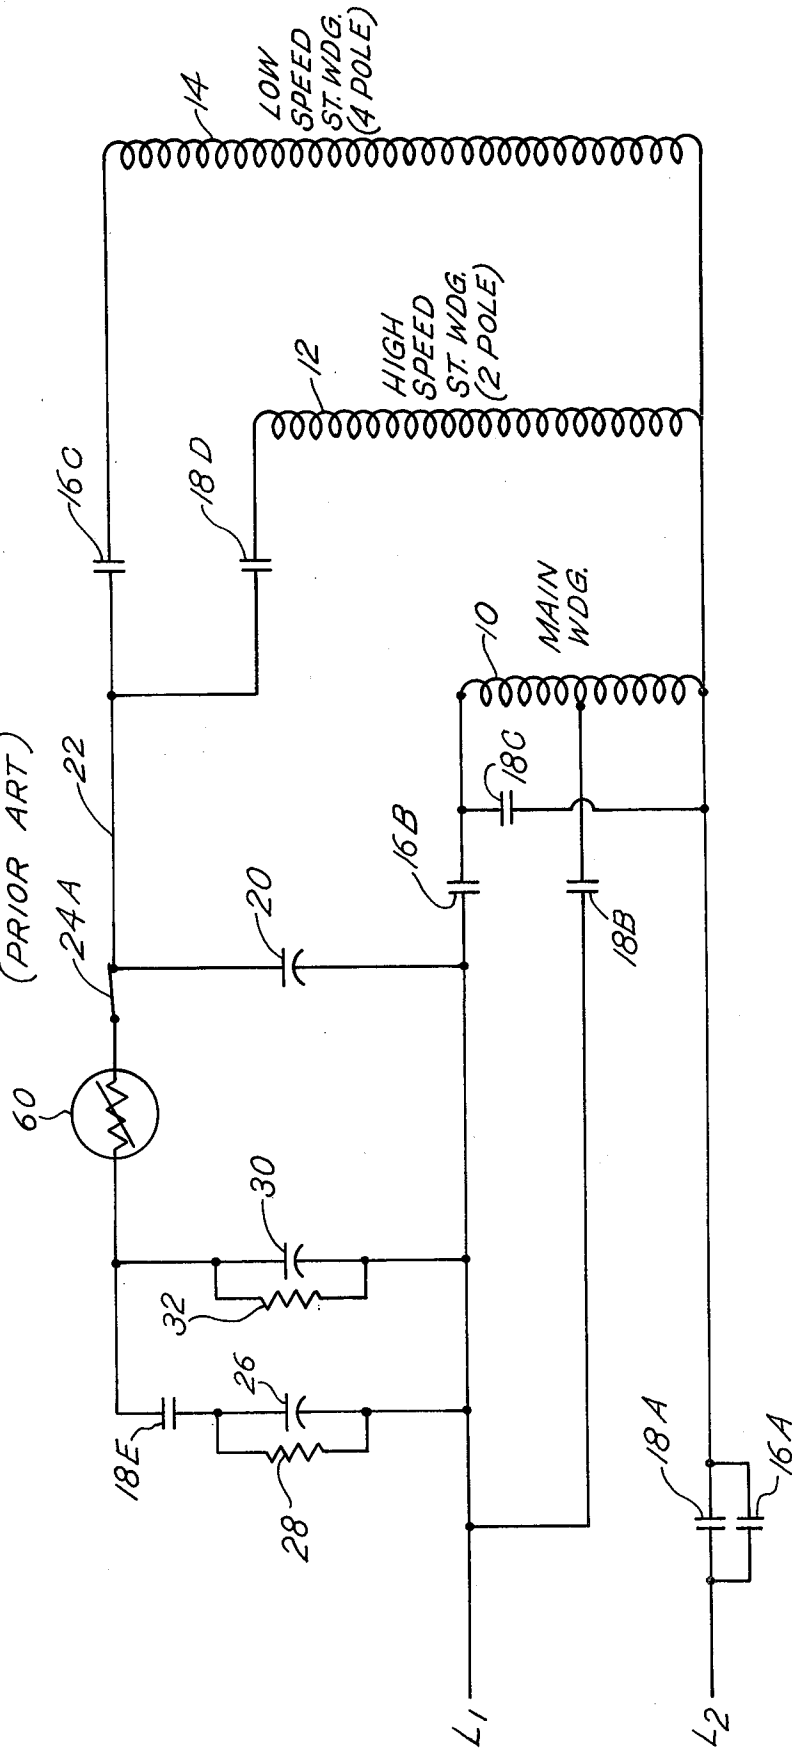 (PRIOR ART)
60
24A
22
16C
14
LOW
SPEED
ST. WDG.
(4 POLE)
18D
12
HIGH
SPEED
ST. WDG.
(2 POLE)
18E
26
28
32
30
20
16B
18C
10
MAIN
WDG.
18B
L1
18A
16A
L2